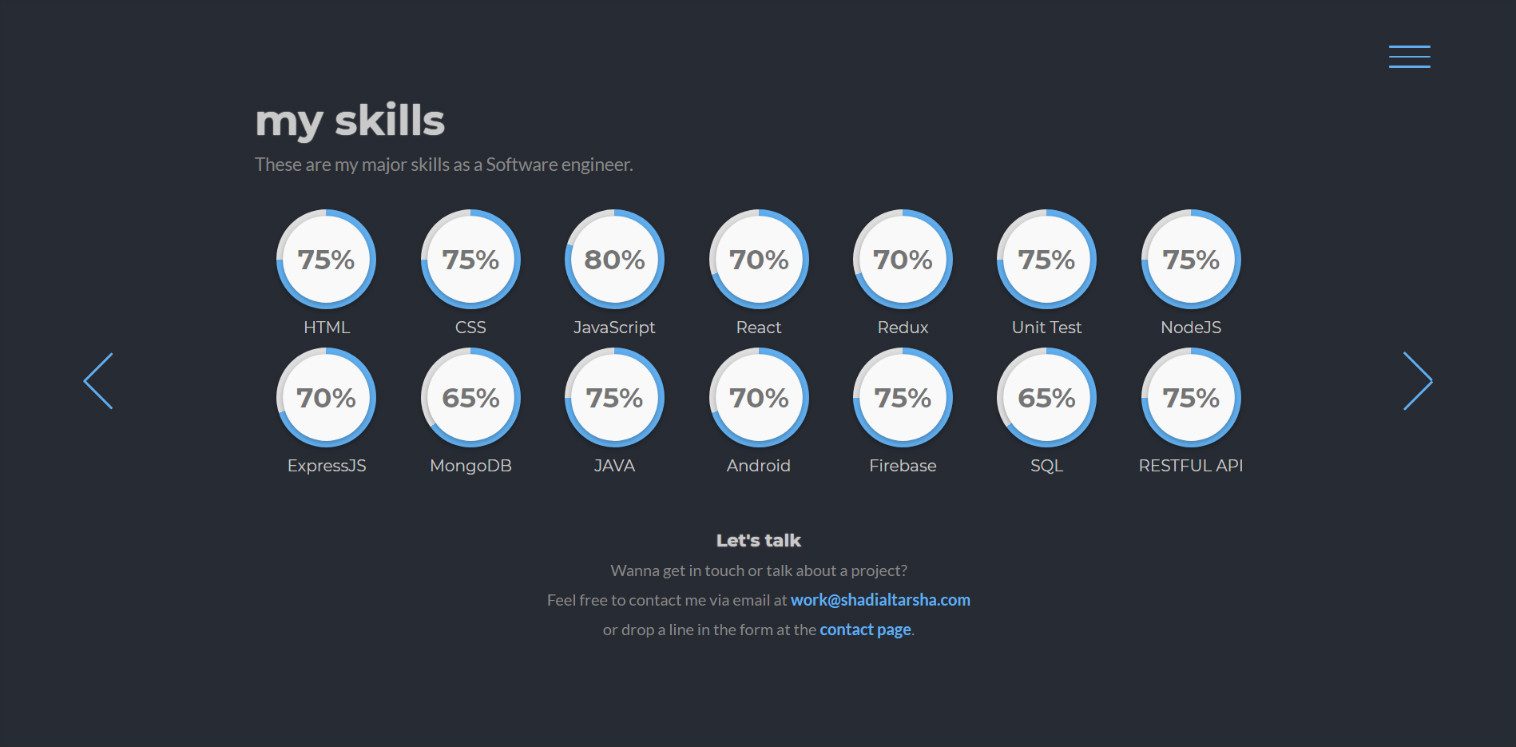 my skills
These are my major skills as a Software engineer.
75% 75% 80% 70% 70% 75% 75%
HTML CSS JavaScript React Redux Unit Test NodeJS
70% 65% 75% 70% 75% 65% 75%
ExpressJS MongoDB JAVA Android Firebase SQL RESTFUL API
Let's talk
Wanna get in touch or talk about a project?
Feel free to contact me via email at work@shadialtarsha.com
or drop a line in the form at the contact page.